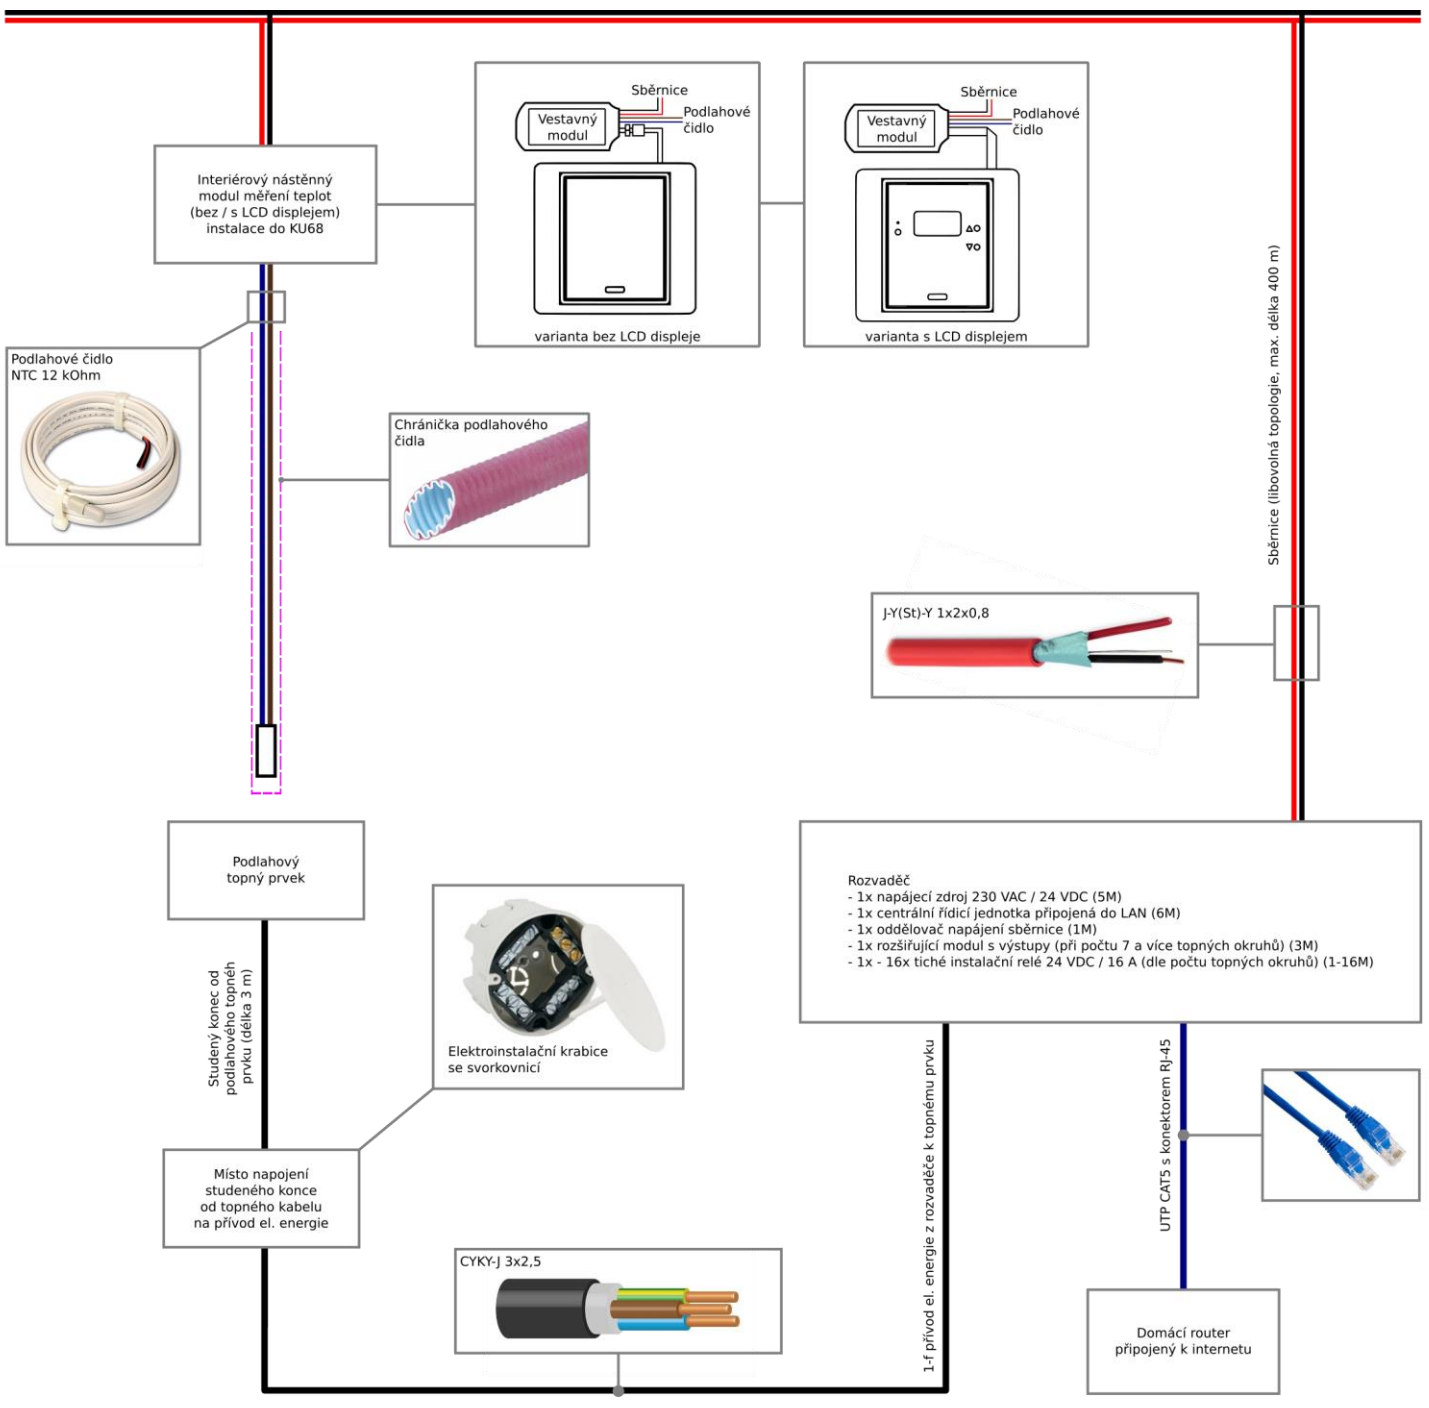 Sběrnice
Podlahové
čidlo
Vestavný
modul
varianta bez LCD displeje
Sběrnice
Podlahové
čidlo
Vestavný
modul
varianta s LCD displejem
Interiérový nástěnný
modul měření teplot
(bez / s LCD displejem)
instalace do KU68
Podlahové čidlo
NTC 12 kOhm
Chránička podlahového
čidla
Sběrnice (libovolná topologie, max. délka 400 m)
J-Y(St)-Y 1x2x0,8
Podlahový
topný prvek
Rozvaděč
- 1x napájecí zdroj 230 VAC / 24 VDC (5M)
- 1x centrální řídicí jednotka připojená do LAN (6M)
- 1x oddělovač napájení sběrnice (1M)
- 1x rozšiřující modul s výstupy (při počtu 7 a více topných okruhů) (3M)
- 1x - 16x tiché instalační relé 24 VDC / 16 A (dle počtu topných okruhů) (1-16M)
Studený konec od
podlahového topnéh
prvku (délka 3 m)
Elektroinstalační krabice
se svorkovnicí
Místo napojení
studeného konce
od topného kabelu
na přívod el. energie
CYKY-J 3x2,5
1-f přívod el. energie z rozvaděče k topnému prvku
UTP CAT5 s konektorem RJ-45
Domácí router
připojený k internetu